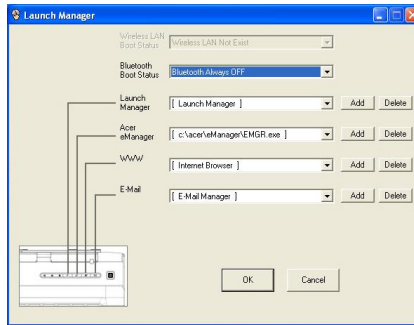 Launch Manager
Wireless LAN
Boot Status
Wireless LAN Not Exist
Bluetooth
Boot Status
Bluetooth Always OFF
Launch
Manager
[ Launch Manager ]
Add
Delete
Acer
eManager
[ c:\acer\eManager\EMGR.exe ]
Add
Delete
WWW
[ Internet Browser ]
Add
Delete
E-Mail
[ E-Mail Manager ]
Add
Delete
OK
Cancel